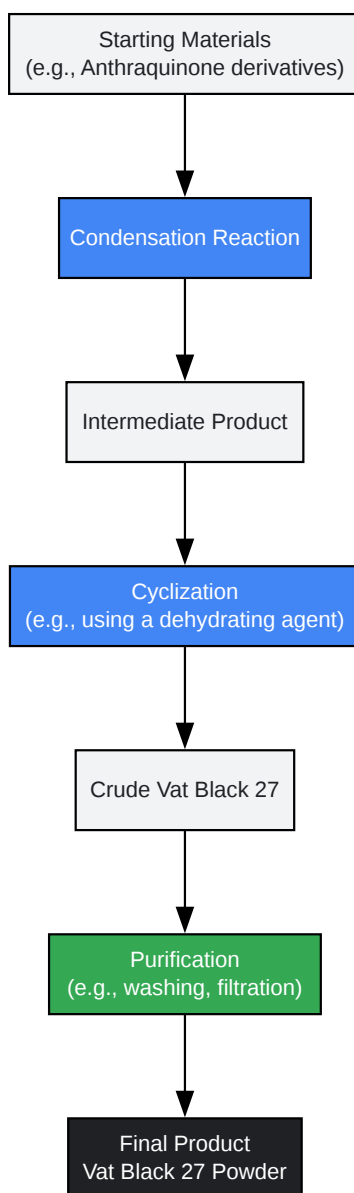 Starting Materials
(e.g., Anthraquinone derivatives)
Condensation Reaction
Intermediate Product
Cyclization
(e.g., using a dehydrating agent)
Crude Vat Black 27
Purification
(e.g., washing, filtration)
Final Product
Vat Black 27 Powder